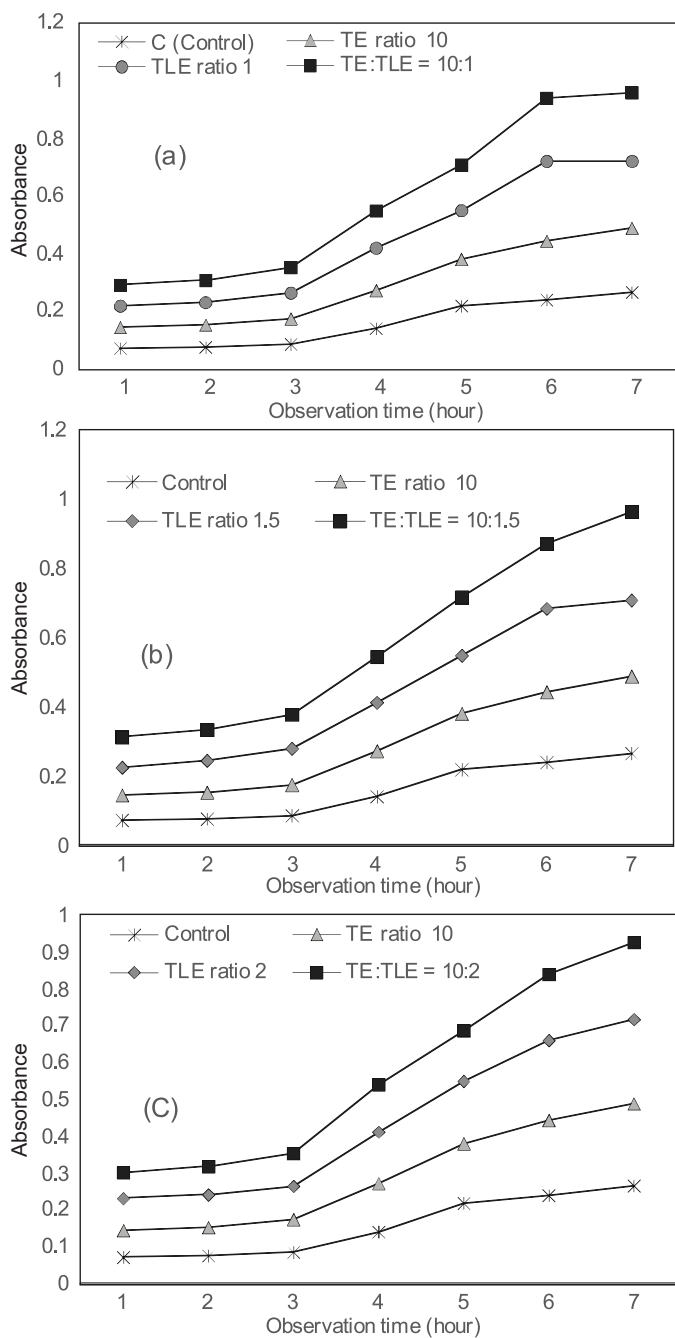 1.2
C (Control) TE ratio 10
TLE ratio 1 TE:TLE = 10:1
1
0.8
(a)
0.6
0.4
0.2
0
Absorbance
1 2 3 4 5 6 7
Observation time (hour)
1.2
Control TE ratio 10
1
TLE ratio 1.5 TE:TLE = 10:1.5
0.8
0.6
(b)
0.4
0.2
0
Absorbance
1 2 3 4 5 6 7
Observation time (hour)
1
Control TE ratio 10
0.9
TLE ratio 2 TE:TLE = 10:2
0.8
0.7
0.6
0.5
(C)
0.4
0.3
0.2
0.1
0
Absorbance
1 2 3 4 5 6 7
Observation time (hour)